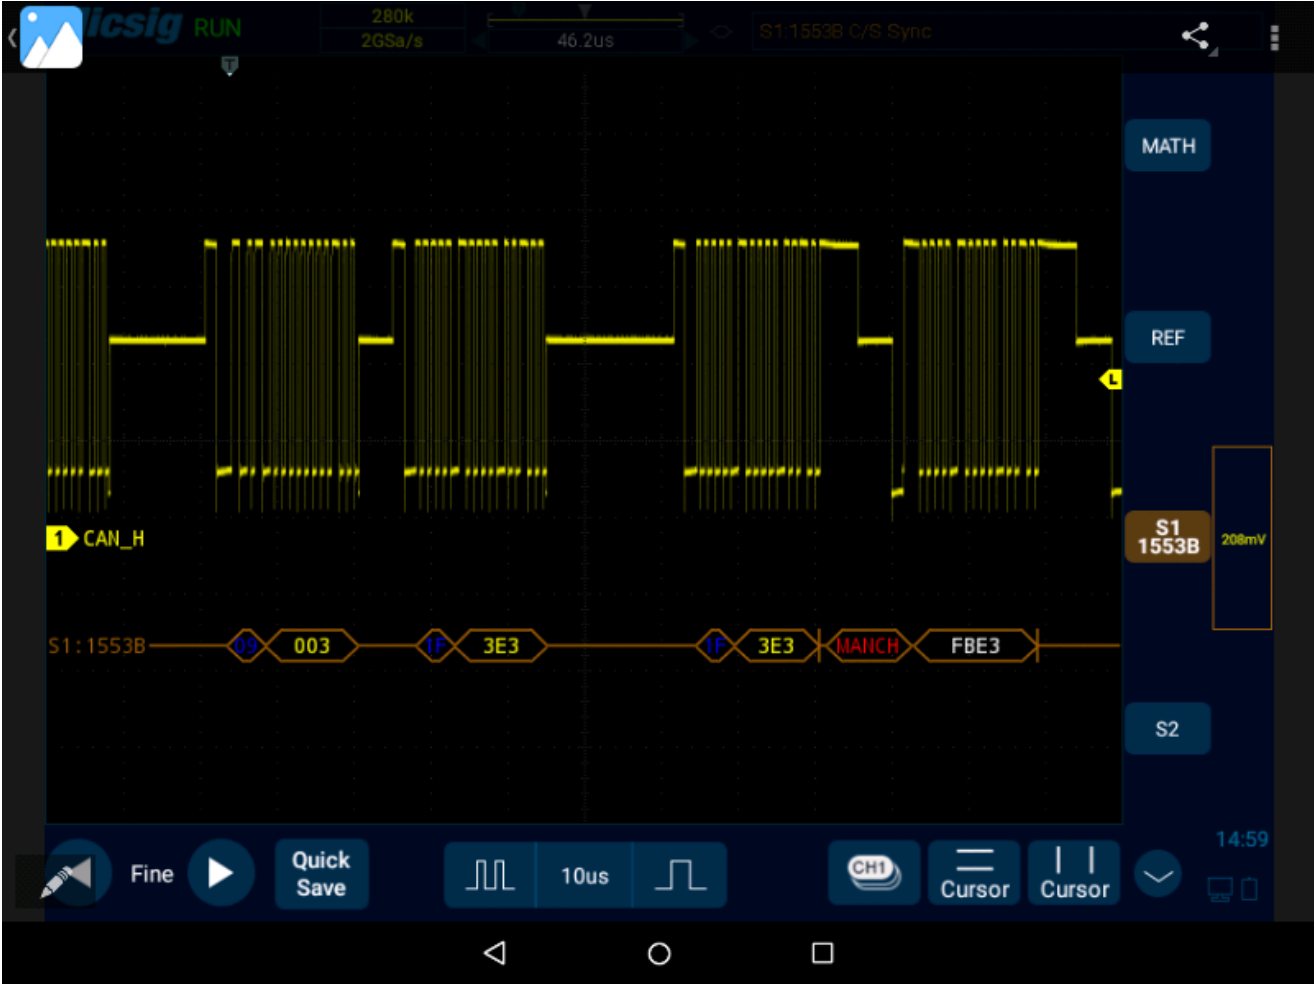 RUN
280k
2GSa/s
46.2us
S1:1553B C/S Sync
T
MATH
REF
L
1 CAN_H
S1
1553B
208mV
S1:1553B 09 003 1F 3E3 1F 3E3 MANCH FBE3
S2
14:59
Fine
Quick
Save
10us
CH1
Cursor
Cursor